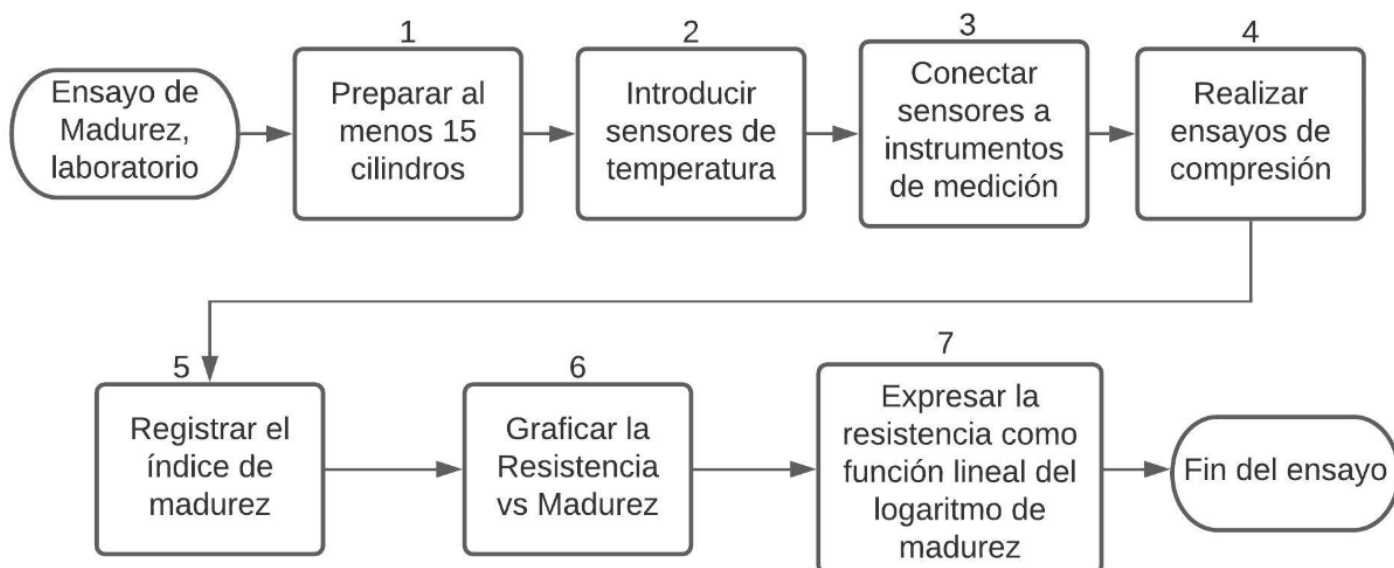 Ensayo de
Madurez,
laboratorio
1
Preparar al
menos 15
cilindros
2
Introducir
sensores de
temperatura
3
Conectar
sensores a
instrumentos
de medición
4
Realizar
ensayos de
compresión
5
Registrar el
índice de
madurez
6
Graficar la
Resistencia
vs Madurez
7
Expresar la
resistencia como
función lineal del
logaritmo de
madurez
Fin del ensayo